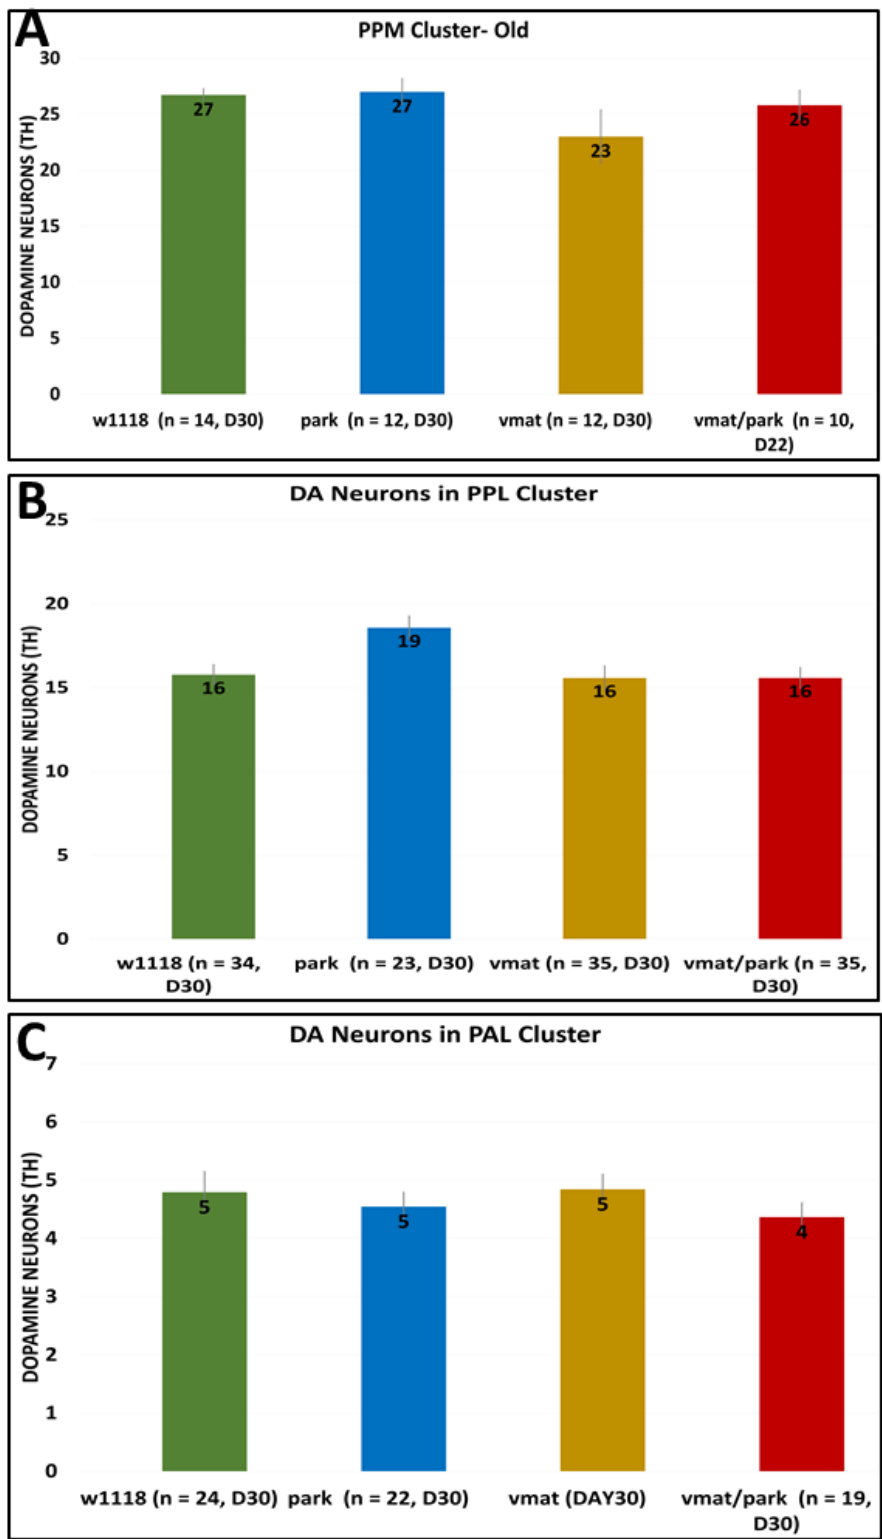 A
PPM Cluster- Old
DOPAMINE NEURONS (TH)
30
25
20
15
10
5
0
27
27
23
26
w1118 (n = 14, D30)
park (n = 12, D30)
vmat (n = 12, D30)
vmat/park (n = 10,
D22)
B
DA Neurons in PPL Cluster
DOPAMINE NEURONS (TH)
25
20
15
10
5
0
16
19
16
16
w1118 (n = 34,
D30)
park (n = 23, D30)
vmat (n = 35, D30)
vmat/park (n = 35,
D30)
C
DA Neurons in PAL Cluster
DOPAMINE NEURONS (TH)
7
6
5
4
3
2
1
0
5
5
5
4
w1118 (n = 24, D30)
park (n = 22, D30)
vmat (DAY30)
vmat/park (n = 19,
D30)